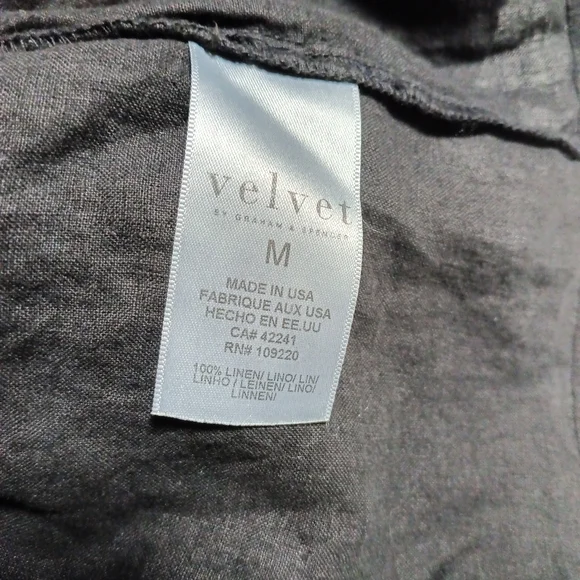 velvet
BY GRAHAM & SPENCER
M
MADE IN USA
FABRIQUE AUX USA
HECHO EN EE.UU
CA# 42241
RN# 109220
100% LINEN/ LINO/ LIN/
LINHO / LEINEN/ LINO/
LINNEN/